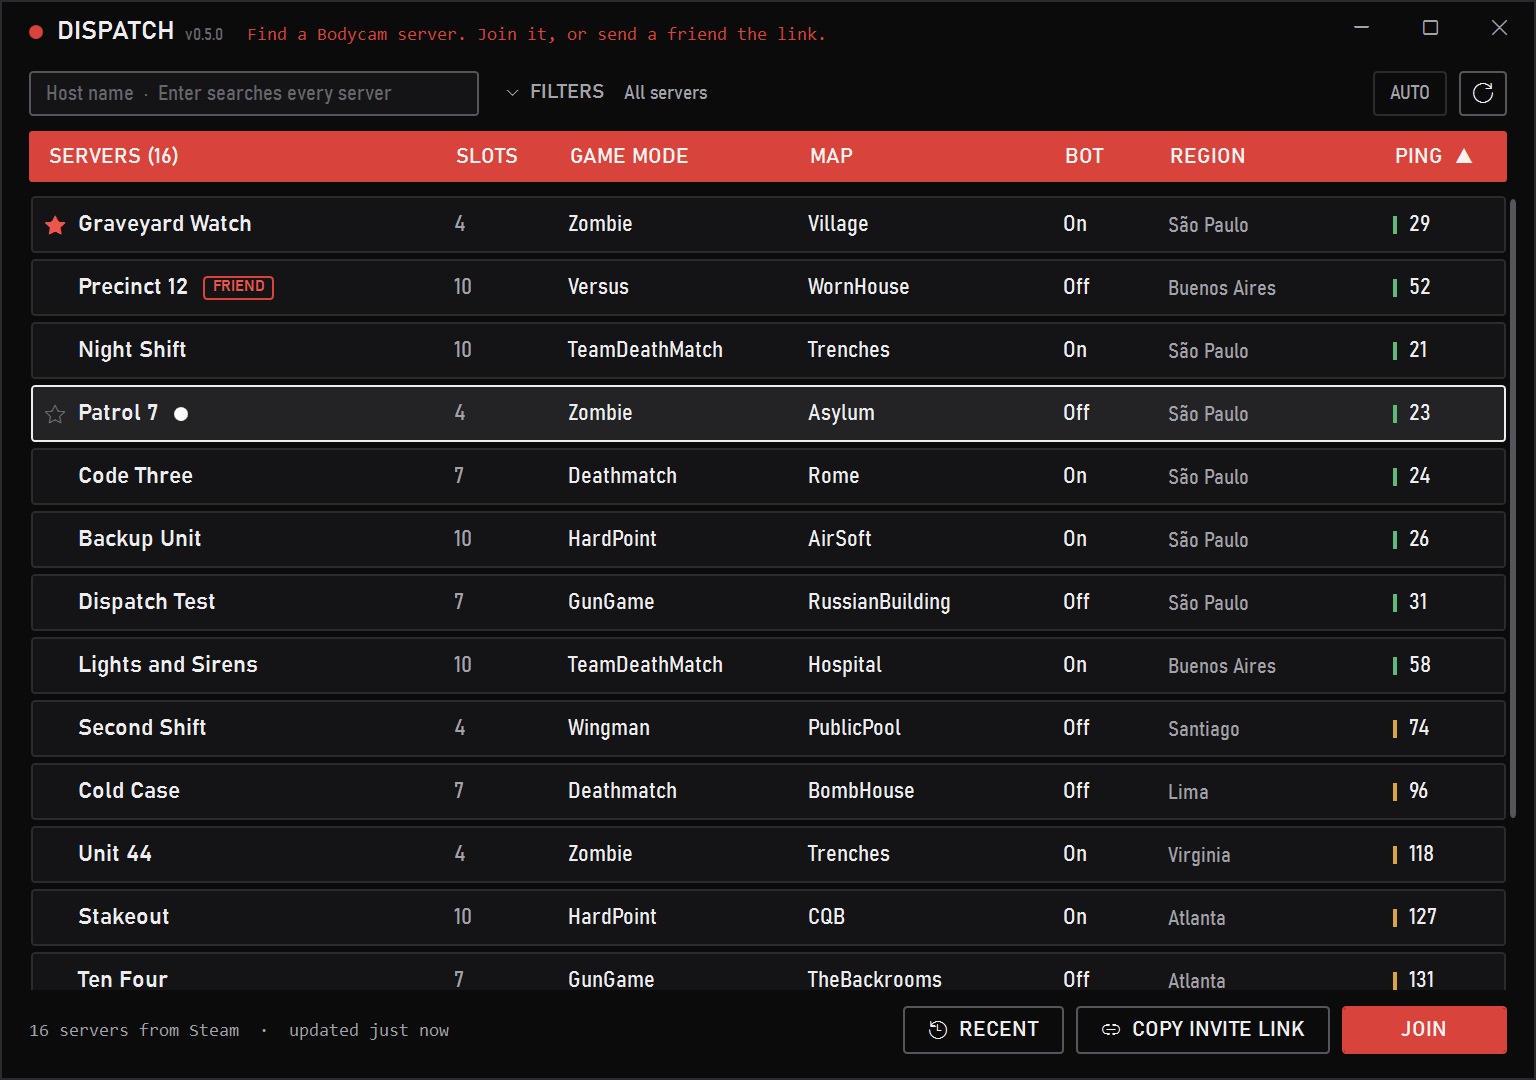 DISPATCH v0.5.0 Find a Bodycam server. Join it, or send a friend the link.
Host name · Enter searches every server FILTERS All servers AUTO
SERVERS (16) SLOTS GAME MODE MAP BOT REGION PING ▲
Graveyard Watch 4 Zombie Village On São Paulo 29
Precinct 12 FRIEND 10 Versus WornHouse Off Buenos Aires 52
Night Shift 10 TeamDeathMatch Trenches On São Paulo 21
Patrol 7 4 Zombie Asylum Off São Paulo 23
Code Three 7 Deathmatch Rome On São Paulo 24
Backup Unit 10 HardPoint AirSoft On São Paulo 26
Dispatch Test 7 GunGame RussianBuilding Off São Paulo 31
Lights and Sirens 10 TeamDeathMatch Hospital On Buenos Aires 58
Second Shift 4 Wingman PublicPool Off Santiago 74
Cold Case 7 Deathmatch BombHouse Off Lima 96
Unit 44 4 Zombie Trenches On Virginia 118
Stakeout 10 HardPoint CQB On Atlanta 127
Ten Four 7 GunGame TheBackrooms Off Atlanta 131
16 servers from Steam · updated just now RECENT COPY INVITE LINK JOIN